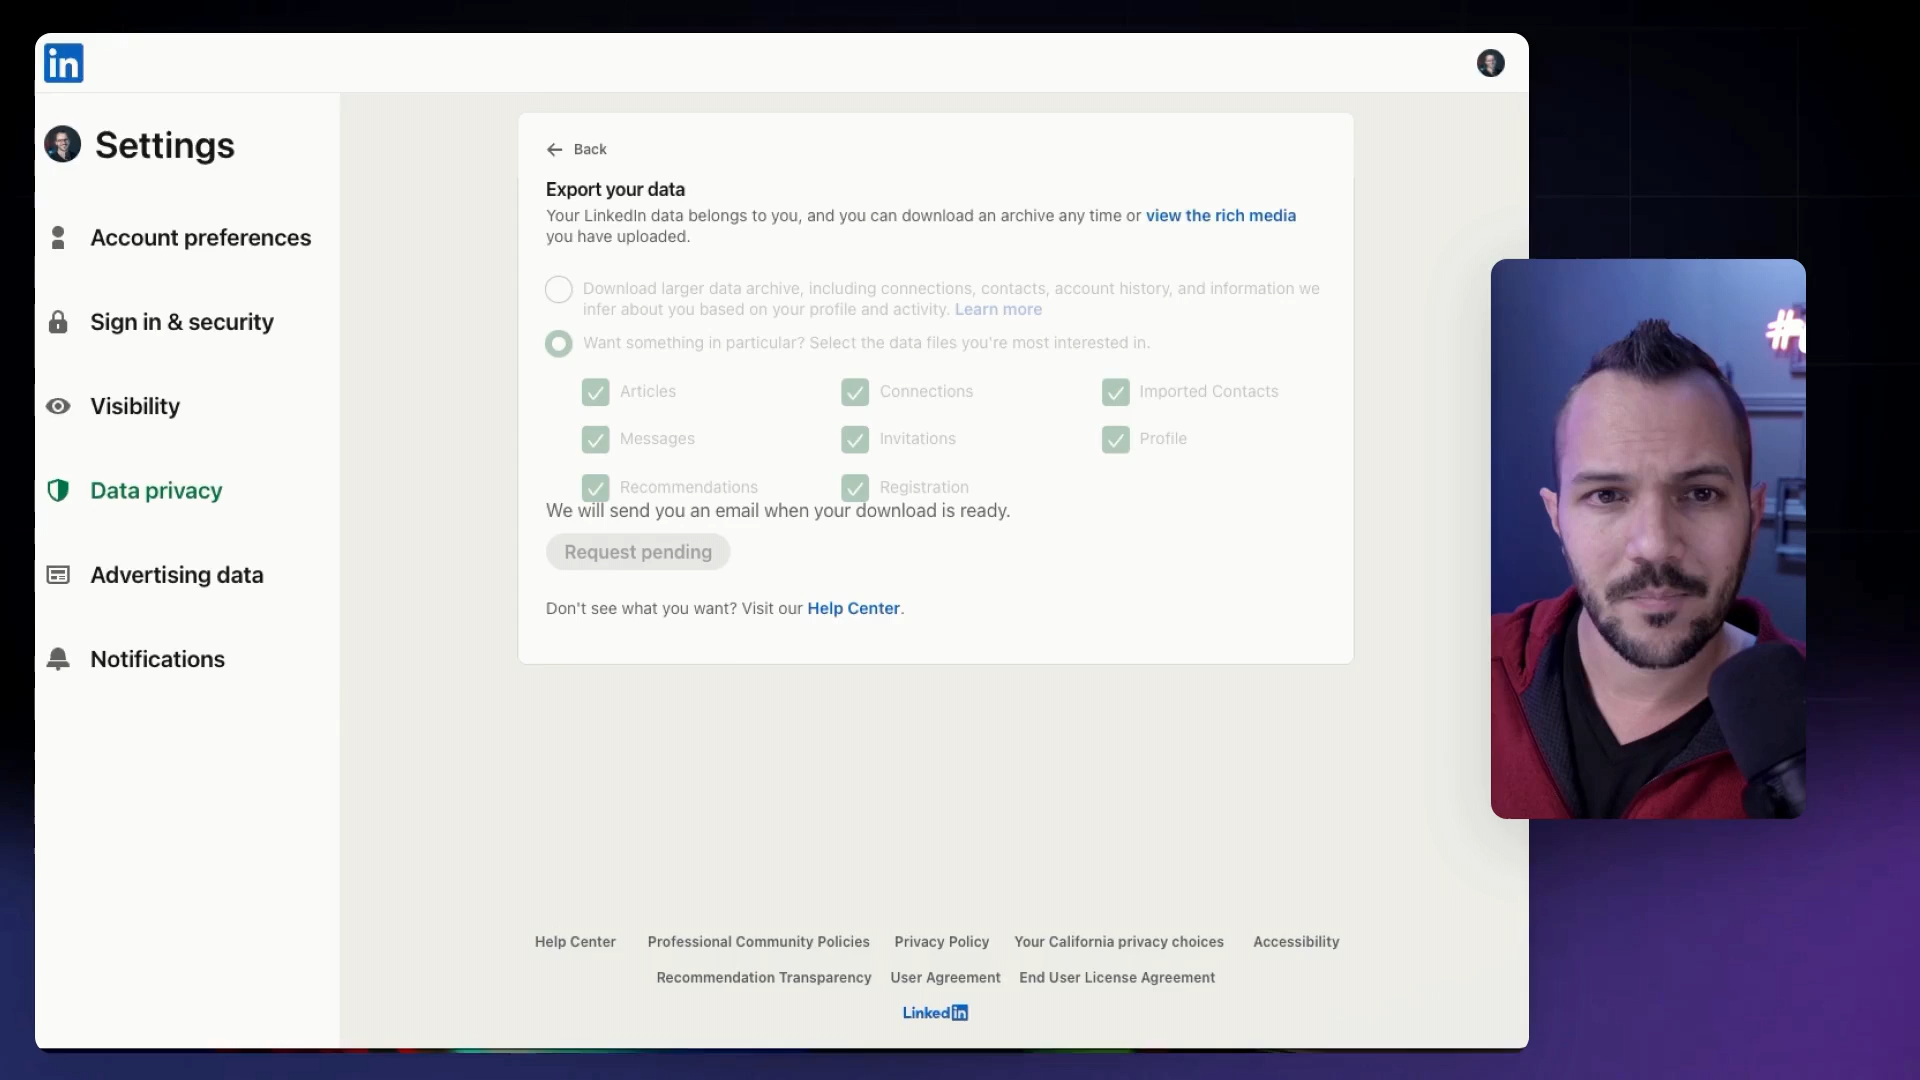 in
Settings
Account preferences
Sign in & security
Visibility
Data privacy
Advertising data
Notifications
Back
Export your data
Your LinkedIn data belongs to you, and you can download an archive any time or view the rich media
you have uploaded.
Download larger data archive, including connections, contacts, account history, and information we
infer about you based on your profile and activity. Learn more
Want something in particular? Select the data files you're most interested in.
Articles Connections Imported Contacts
Messages Invitations Profile
Recommendations Registration
We will send you an email when your download is ready.
Request pending
Don't see what you want? Visit our Help Center.
Help Center Professional Community Policies Privacy Policy Your California privacy choices Accessibility
Recommendation Transparency User Agreement End User License Agreement
LinkedIn